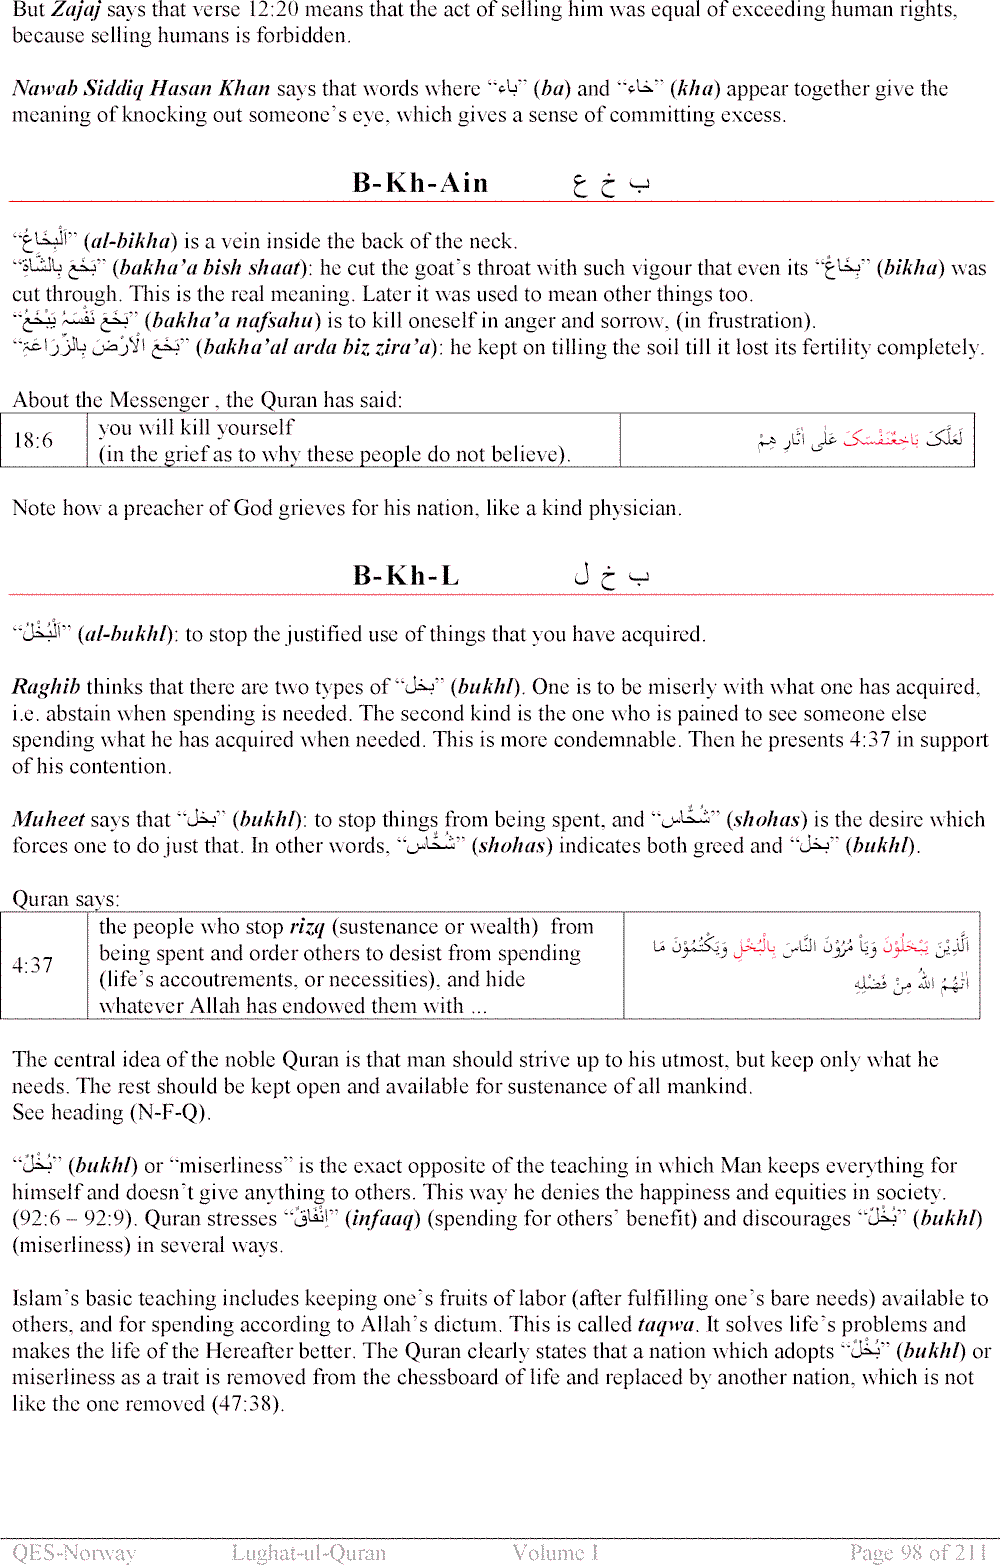 But Zajaj says that verse 12:20 means that the act of selling him was equal of exceeding human rights,
because selling humans is forbidden.
Nawab Siddiq Hasan Khan says that words where “باء” (ba) and “خاء” (kha) appear together give the
meaning of knocking out someone’s eye, which gives a sense of committing excess.
B-Kh-Ain ب خ ع
“اَلْبِخَاعُ” (al-bikha) is a vein inside the back of the neck.
“بَخَعَ بِالشَّاةِ” (bakha’a bish shaat): he cut the goat’s throat with such vigour that even its “بِخَاعُ” (bikha) was
cut through. This is the real meaning. Later it was used to mean other things too.
“بَخَعَ نَفْسَہُ یَبْخَعُ” (bakha’a nafsahu) is to kill oneself in anger and sorrow, (in frustration).
“بَخَعَ الْاَرْضَ بِالزِّرَاعَۃِ” (bakha’al arda biz zira’a): he kept on tilling the soil till it lost its fertility completely.
About the Messenger , the Quran has said:
18:6 you will kill yourself لَعَلَّکَ بَاخِعٌنَفْسَکَ عَلٰی اٰثَارِ ھِمْ
(in the grief as to why these people do not believe).
Note how a preacher of God grieves for his nation, like a kind physician.
B-Kh-L ب خ ل
“اَلْبُخْلُ” (al-bukhl): to stop the justified use of things that you have acquired.
Raghib thinks that there are two types of “بخل” (bukhl). One is to be miserly with what one has acquired,
i.e. abstain when spending is needed. The second kind is the one who is pained to see someone else
spending what he has acquired when needed. This is more condemnable. Then he presents 4:37 in support
of his contention.
Muheet says that “بخل” (bukhl): to stop things from being spent, and “شُحَّاس” (shohas) is the desire which
forces one to do just that. In other words, “شُحَّاس” (shohas) indicates both greed and “بخل” (bukhl).
Quran says:
4:37 the people who stop rizq (sustenance or wealth) from
being spent and order others to desist from spending
(life’s accoutrements, or necessities), and hide
whatever Allah has endowed them with ...
الَّذِیْنَ یَبْخَلُوْنَ وَیَاْ مُرُوْنَ النَّاسَ بِالْبُخْلِ وَیَکْتُمُوْنَ مَا
اٰتٰھُمُ اللّٰہُ مِنْ فَضْلِہٖ
The central idea of the noble Quran is that man should strive up to his utmost, but keep only what he
needs. The rest should be kept open and available for sustenance of all mankind.
See heading (N-F-Q).
“بُخْلٌ” (bukhl) or “miserliness” is the exact opposite of the teaching in which Man keeps everything for
himself and doesn’t give anything to others. This way he denies the happiness and equities in society.
(92:6 – 92:9). Quran stresses “اِنْفَاقٌ” (infaaq) (spending for others’ benefit) and discourages “بُخْلٌ” (bukhl)
(miserliness) in several ways.
Islam’s basic teaching includes keeping one’s fruits of labor (after fulfilling one’s bare needs) available to
others, and for spending according to Allah’s dictum. This is called taqwa. It solves life’s problems and
makes the life of the Hereafter better. The Quran clearly states that a nation which adopts “بُخْلٌ” (bukhl) or
miserliness as a trait is removed from the chessboard of life and replaced by another nation, which is not
like the one removed (47:38).
QES-Norway Lughat-ul-Quran Volume I Page 98 of 211